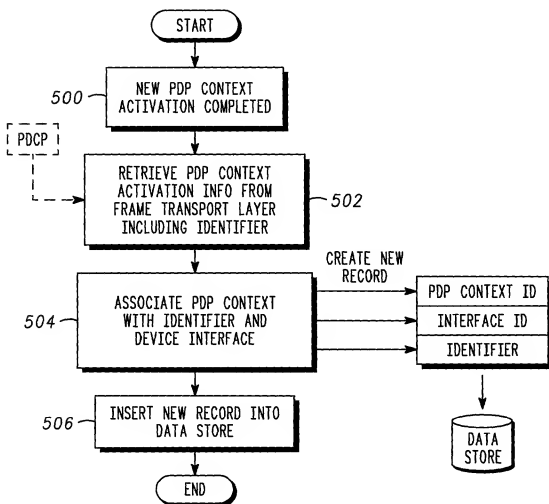 START
500
NEW PDP CONTEXT
ACTIVATION COMPLETED
PDCP
RETRIEVE PDP CONTEXT
ACTIVATION INFO FROM
FRAME TRANSPORT LAYER
INCLUDING IDENTIFIER
502
CREATE NEW
RECORD
504
ASSOCIATE PDP CONTEXT
WITH IDENTIFIER AND
DEVICE INTERFACE
PDP CONTEXT ID
INTERFACE ID
IDENTIFIER
506
INSERT NEW RECORD INTO
DATA STORE
DATA
STORE
END